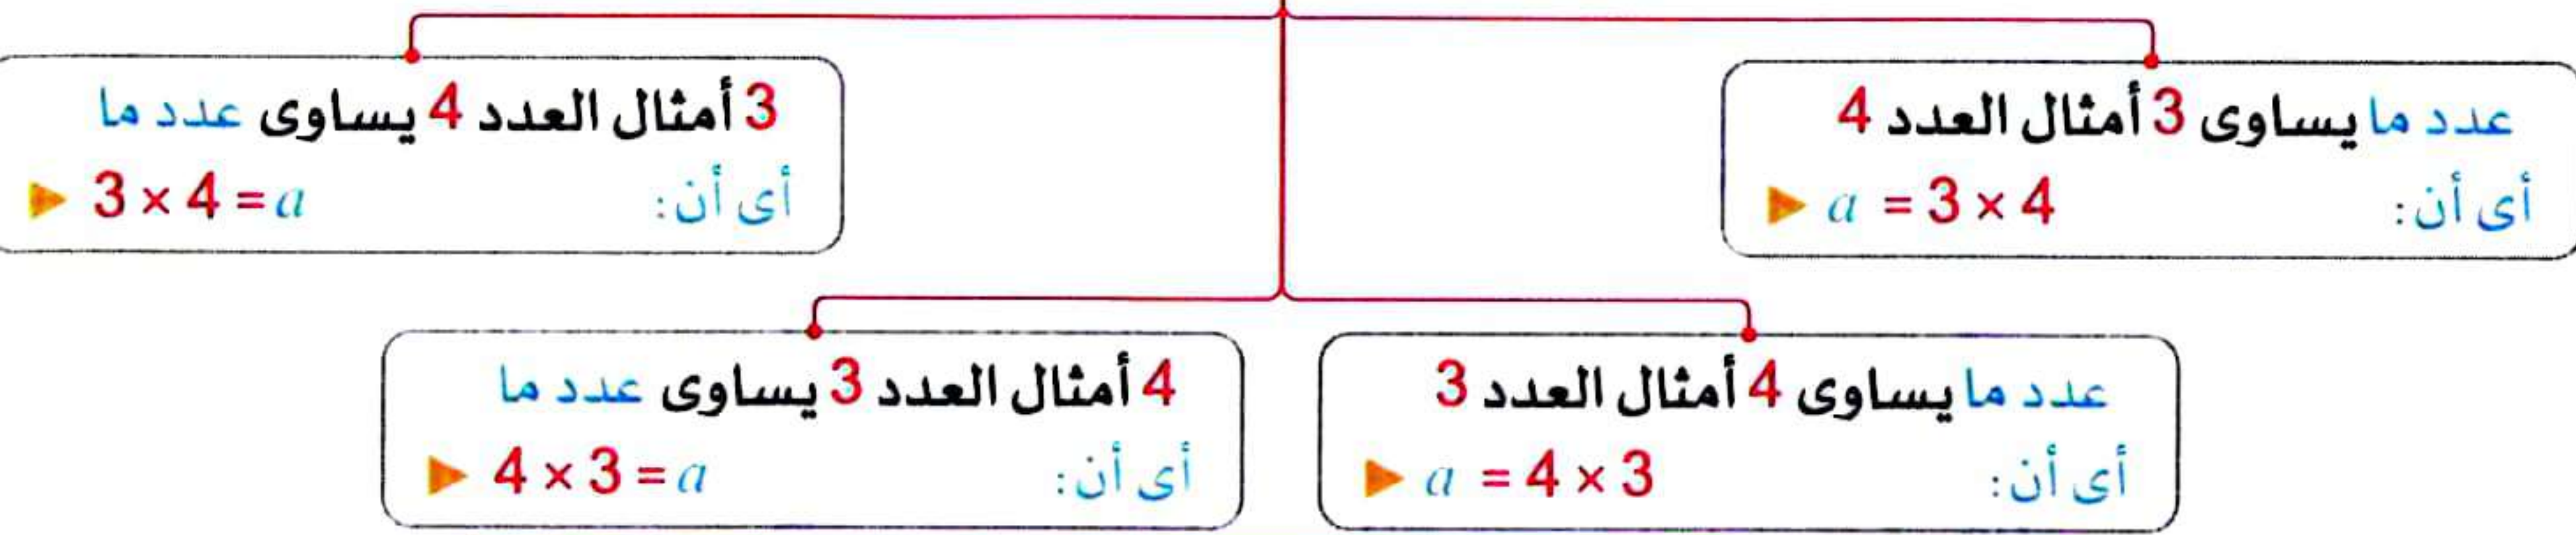 عدد ما يساوى 3 أمثال العدد 4
أى أن: a = 3 × 4
3 أمثال العدد 4 يساوى عدد ما
أى أن: 3 × 4 = a
عدد ما يساوى 4 أمثال العدد 3
أى أن: a = 4 × 3
4 أمثال العدد 3 يساوى عدد ما
أى أن: 4 × 3 = a